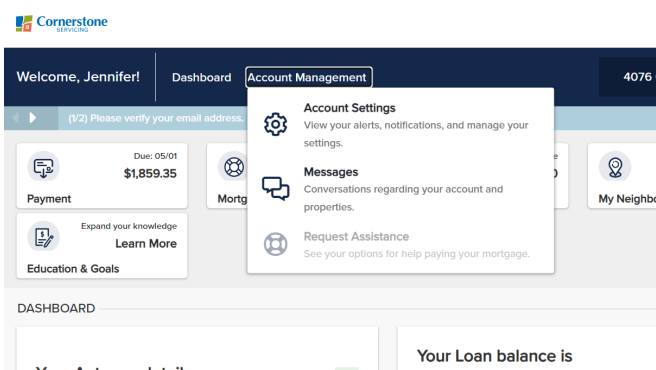 Cornerstone
SERVICING
Welcome, Jennifer!
Dashboard
Account Management
4076
(1/2) Please verify your email address.
Account Settings
View your alerts, notifications, and manage your
settings.
Messages
Conversations regarding your account and
properties.
Request Assistance
See your options for help paying your mortgage.
Due: 05/01
$1,859.35
Payment
Mortg
My Neighbo
Expand your knowledge
Learn More
Education & Goals
DASHBOARD
Your Loan balance is